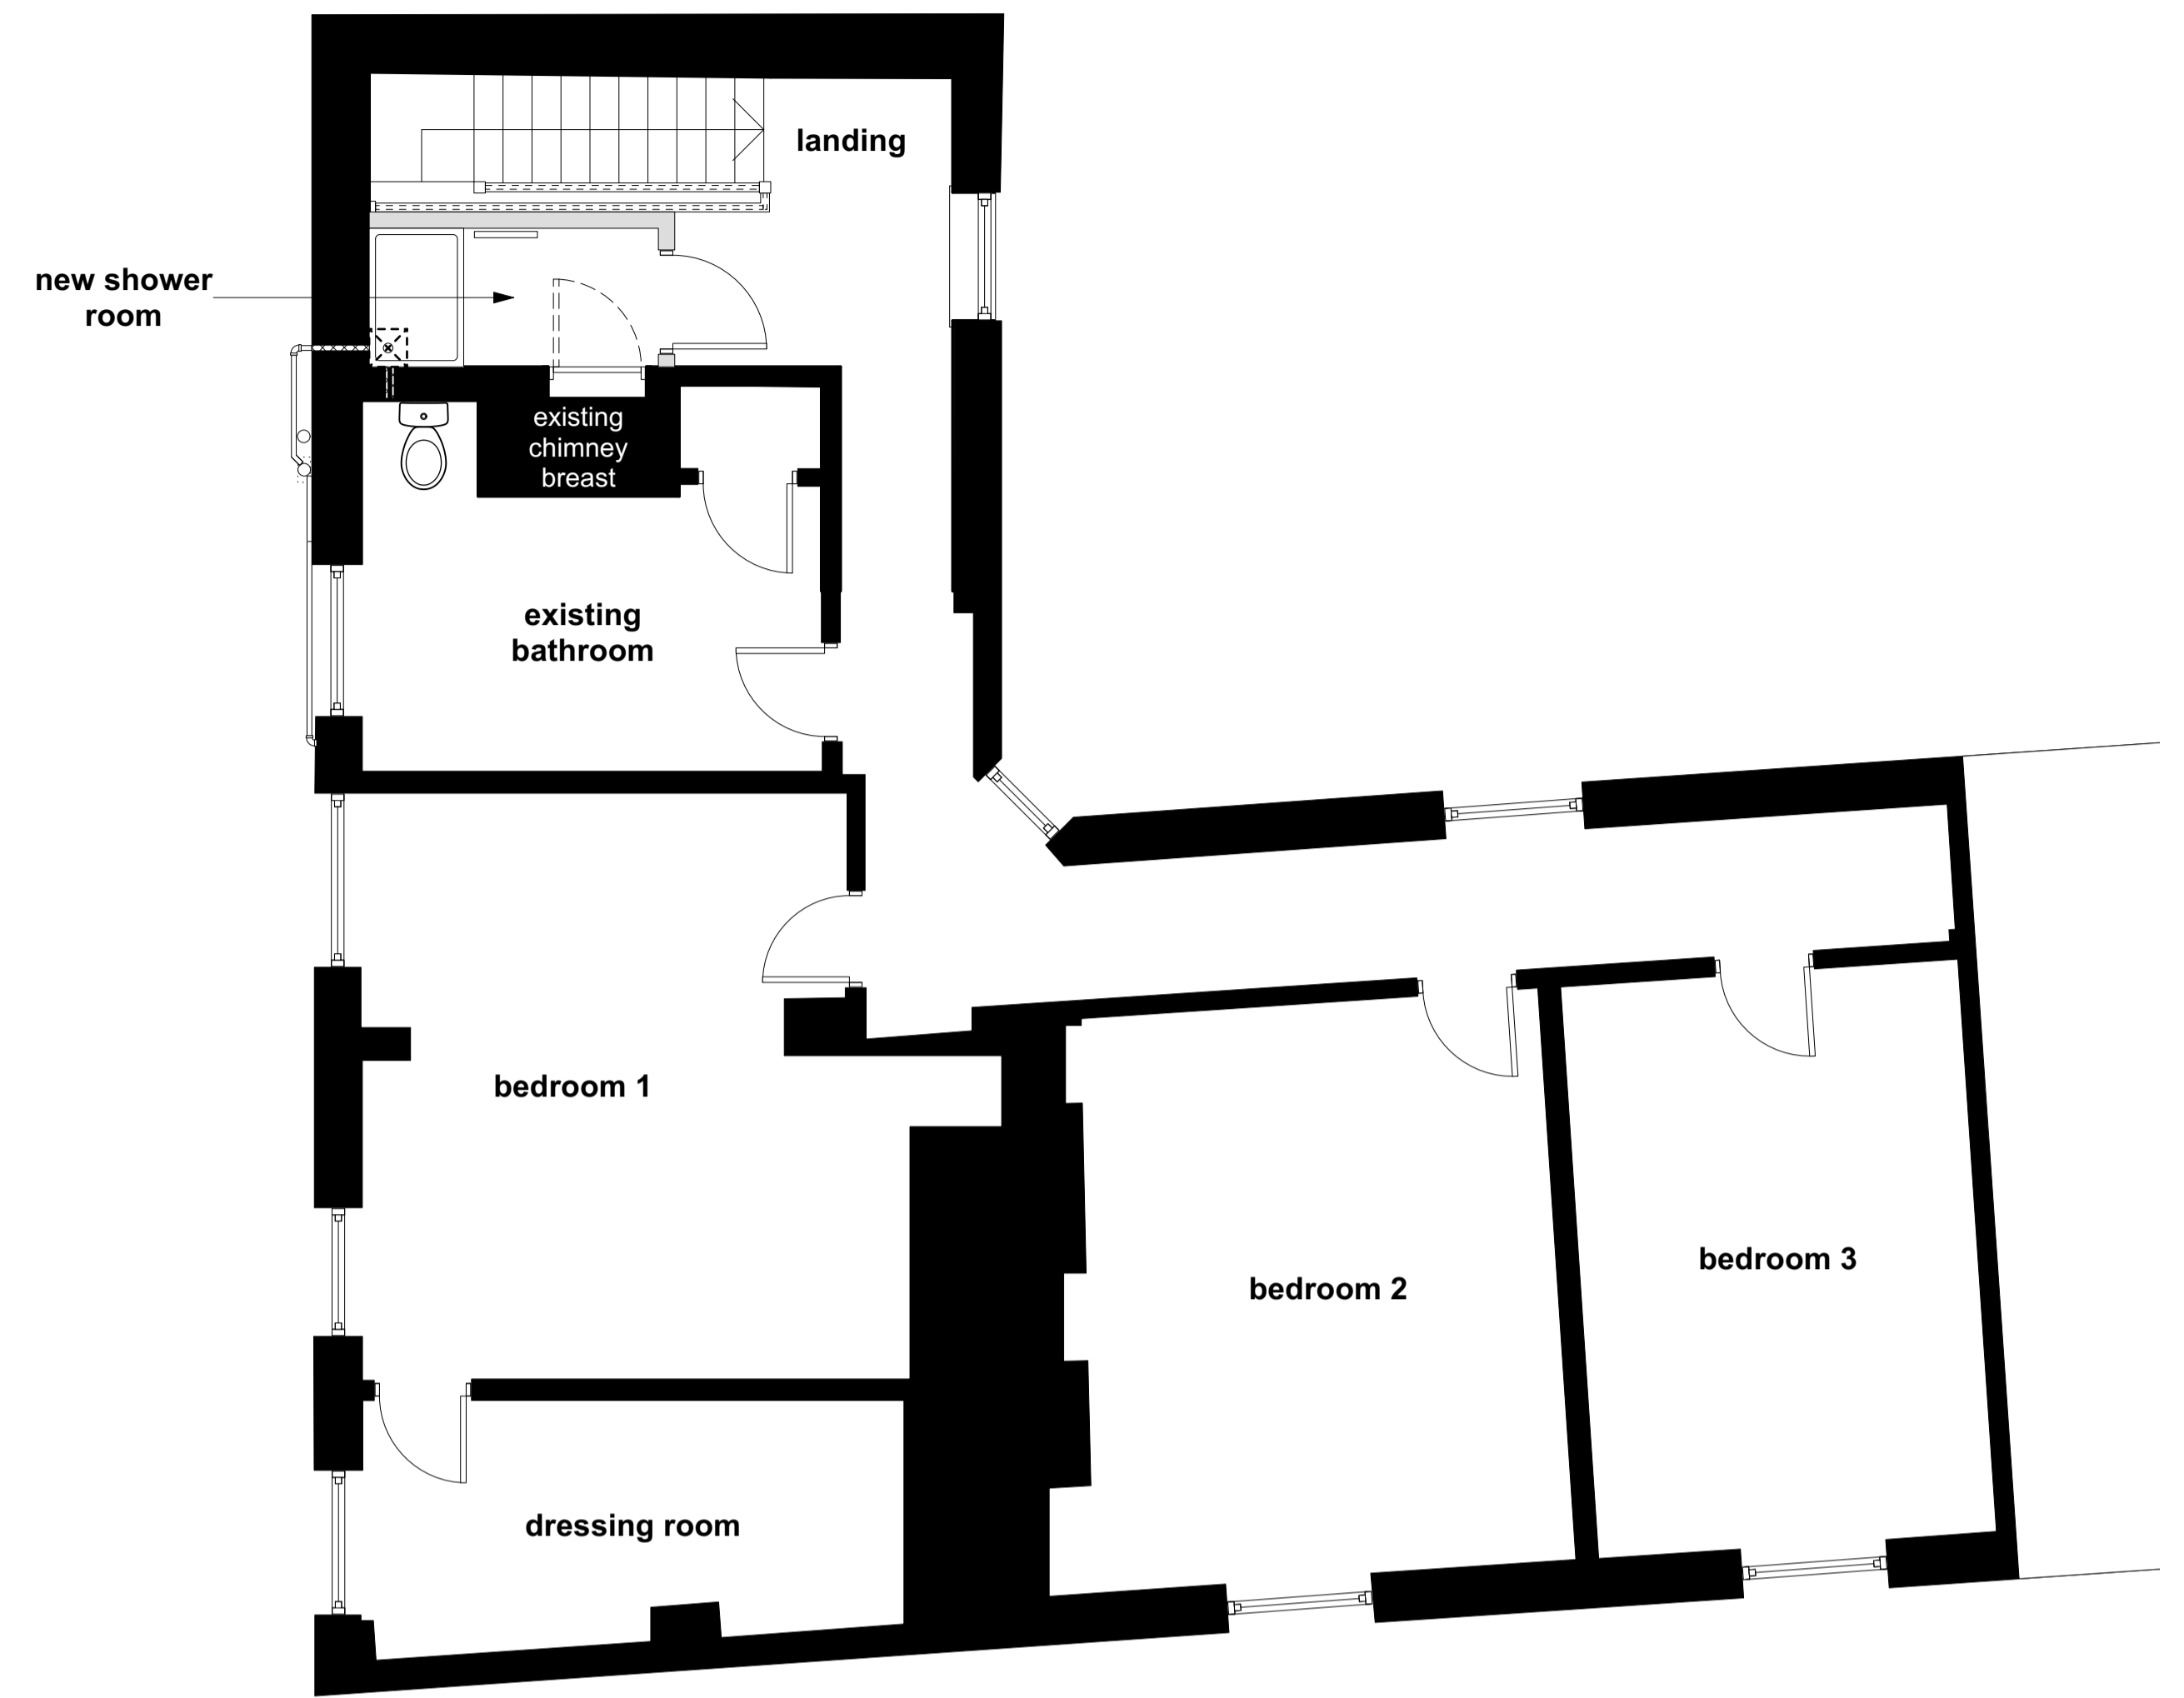 landing
new shower
room
existing
chimney
breast
existing
bathroom
bedroom 1
bedroom 3
bedroom 2
dressing room